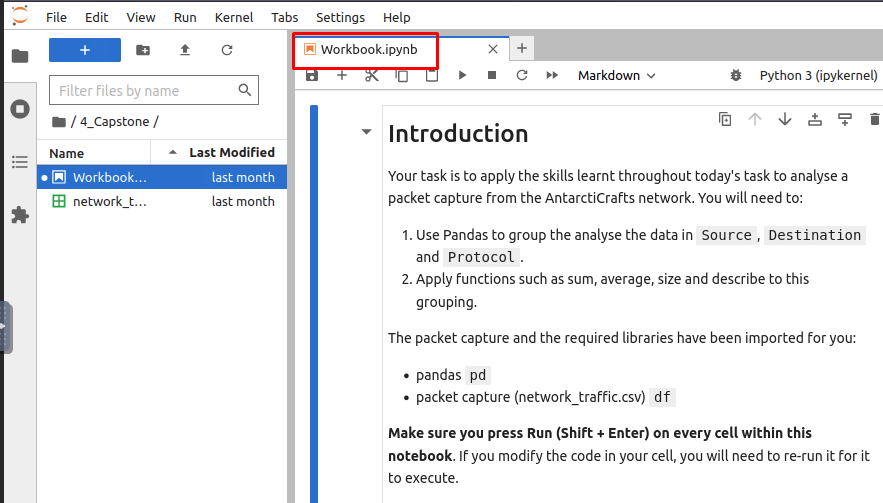 File Edit View Run Kernel Tabs Settings Help
+
Filter files by name
/ 4_Capstone /
Name Last Modified
Workbook... last month
network_t... last month
Workbook.ipynb
Markdown Python 3 (ipykernel)
Introduction
Your task is to apply the skills learnt throughout today's task to analyse a
packet capture from the AntarctiCrafts network. You will need to:
1. Use Pandas to group the analyse the data in Source, Destination
and Protocol.
2. Apply functions such as sum, average, size and describe to this
grouping.
The packet capture and the required libraries have been imported for you:
• pandas pd
• packet capture (network_traffic.csv) df
Make sure you press Run (Shift + Enter) on every cell within this
notebook. If you modify the code in your cell, you will need to re-run it for it
to execute.